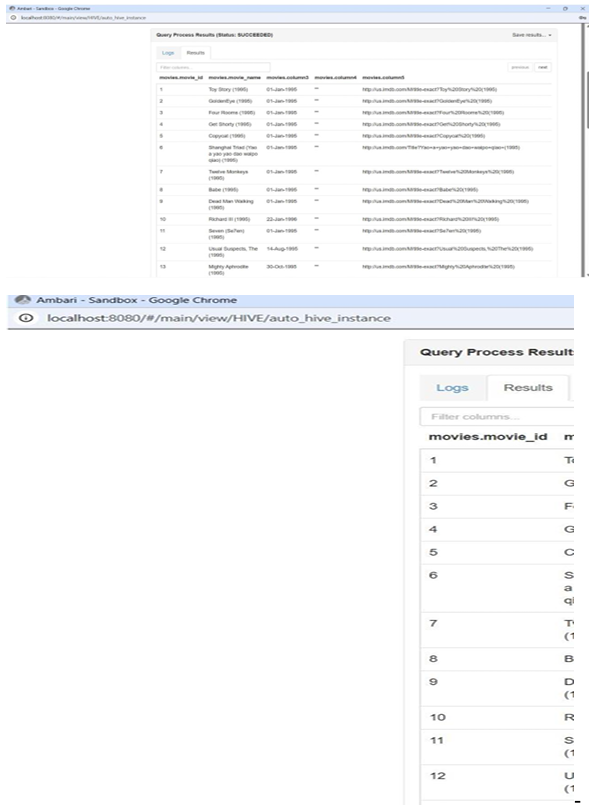 Ambari - Sandbox - Google Chrome
localhost:8080/#/main/view/HIVE/auto_hive_instance
Query Process Results (Status: SUCCEEDED)
Save results...
Logs Results
Filter columns...
previous next
movies.movie_id movies.movie_name movies.column3 movies.column4 movies.column5
1 Toy Story (1995) 01-Jan-1995 "" http://us.imdb.com/M/title-exact?Toy%20Story%20(1995)
2 GoldenEye (1995) 01-Jan-1995 "" http://us.imdb.com/M/title-exact?GoldenEye%20(1995)
3 Four Rooms (1995) 01-Jan-1995 "" http://us.imdb.com/M/title-exact?Four%20Rooms%20(1995)
4 Get Shorty (1995) 01-Jan-1995 "" http://us.imdb.com/M/title-exact?Get%20Shorty%20(1995)
5 Copycat (1995) 01-Jan-1995 "" http://us.imdb.com/M/title-exact?Copycat%20(1995)
6 Shanghai Triad (Yao 01-Jan-1995 "" http://us.imdb.com/Title?Yao+a+yao+yao+dao+waipo+qiao+(1995)
a yao yao dao waipo
qiao) (1995)
7 Twelve Monkeys 01-Jan-1995 "" http://us.imdb.com/M/title-exact?Twelve%20Monkeys%20(1995)
(1995)
8 Babe (1995) 01-Jan-1995 "" http://us.imdb.com/M/title-exact?Babe%20(1995)
9 Dead Man Walking 01-Jan-1995 "" http://us.imdb.com/M/title-exact?Dead%20Man%20Walking%20(1995)
(1995)
10 Richard III (1995) 22-Jan-1996 "" http://us.imdb.com/M/title-exact?Richard%20III%20(1995)
11 Seven (Se7en) 01-Jan-1995 "" http://us.imdb.com/M/title-exact?Se7en%20(1995)
(1995)
12 Usual Suspects, The 14-Aug-1995 "" http://us.imdb.com/M/title-exact?Usual%20Suspects,%20The%20(1995)
(1995)
13 Mighty Aphrodite 30-Oct-1995 "" http://us.imdb.com/M/title-exact?Mighty%20Aphrodite%20(1995)
(1995)
Ambari - Sandbox - Google Chrome
localhost:8080/#/main/view/HIVE/auto_hive_instance
Query Process Result
Logs Results
Filter columns...
movies.movie_id m
1 To
2 G
3 F
4 G
5 C
6 S
a
qi
7 T
(1
8 B
9 D
(1
10 R
11 S
(1
12 U
(1